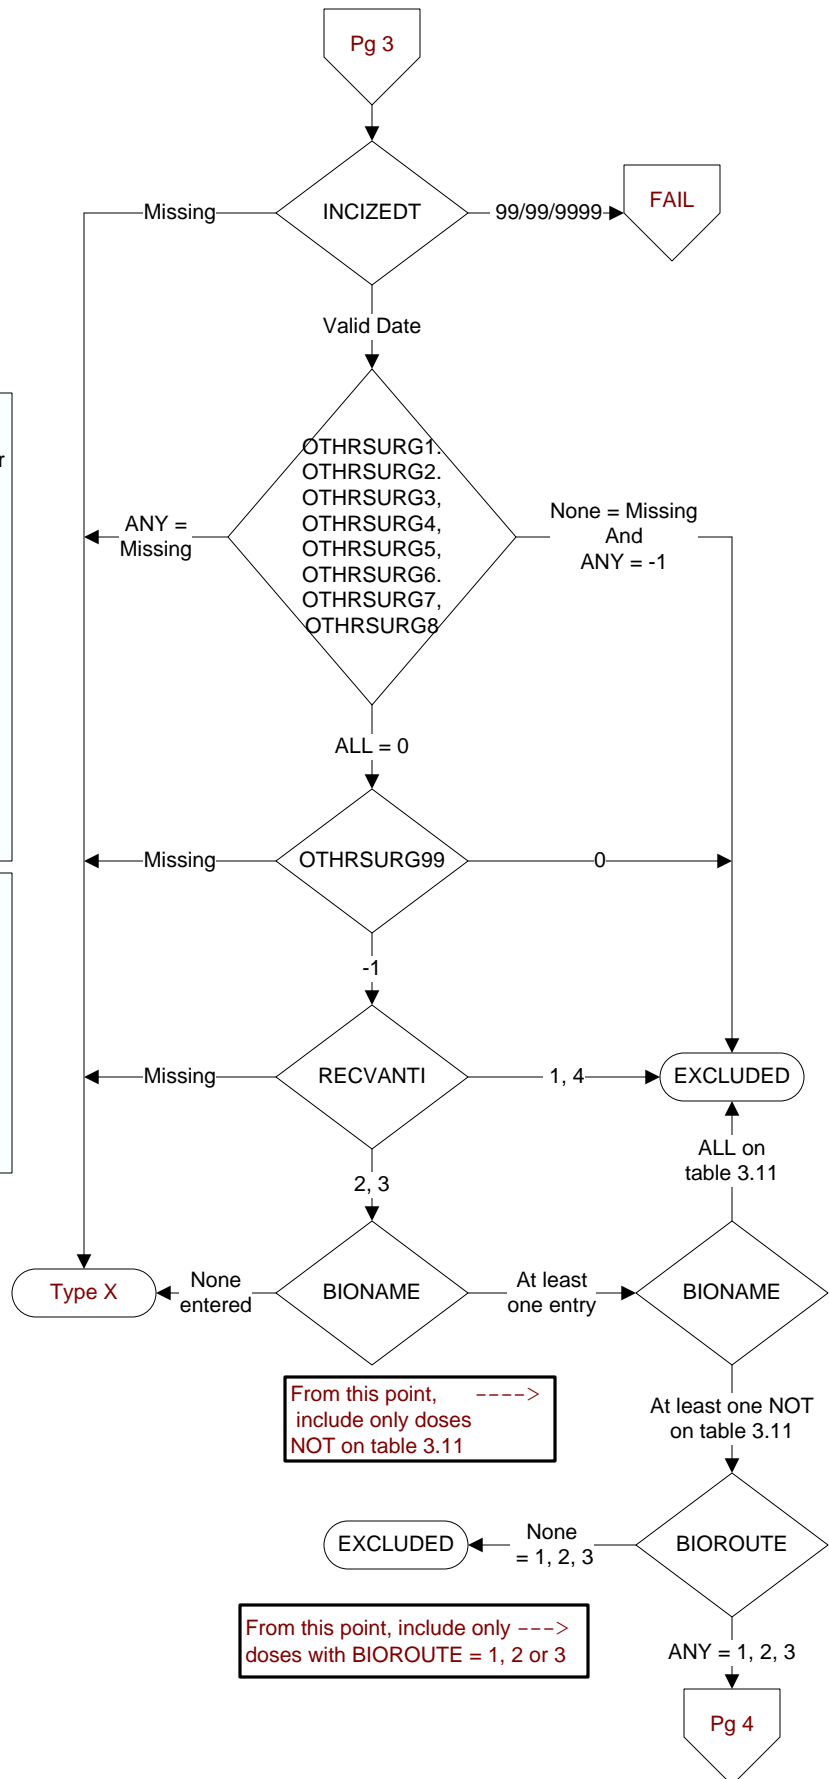 Pg 3
Missing
INCIZEDT
99/99/9999
FAIL
Valid Date
r
OTHRSURG1.
OTHRSURG2.
OTHRSURG3,
OTHRSURG4,
OTHRSURG5,
OTHRSURG6.
OTHRSURG7,
OTHRSURG8
ANY =
Missing
None = Missing
And
ANY = -1
ALL = 0
Missing
OTHRSURG99
0
-1
Missing
RECVANTI
1, 4
EXCLUDED
2, 3
ALL on
table 3.11
Type X
None
entered
BIONAME
At least
one entry
BIONAME
From this point, ---->
include only doses
NOT on table 3.11
At least one NOT
on table 3.11
EXCLUDED
None
= 1, 2, 3
BIOROUTE
From this point, include only --->
doses with BIOROUTE = 1, 2 or 3
ANY = 1, 2, 3
Pg 4